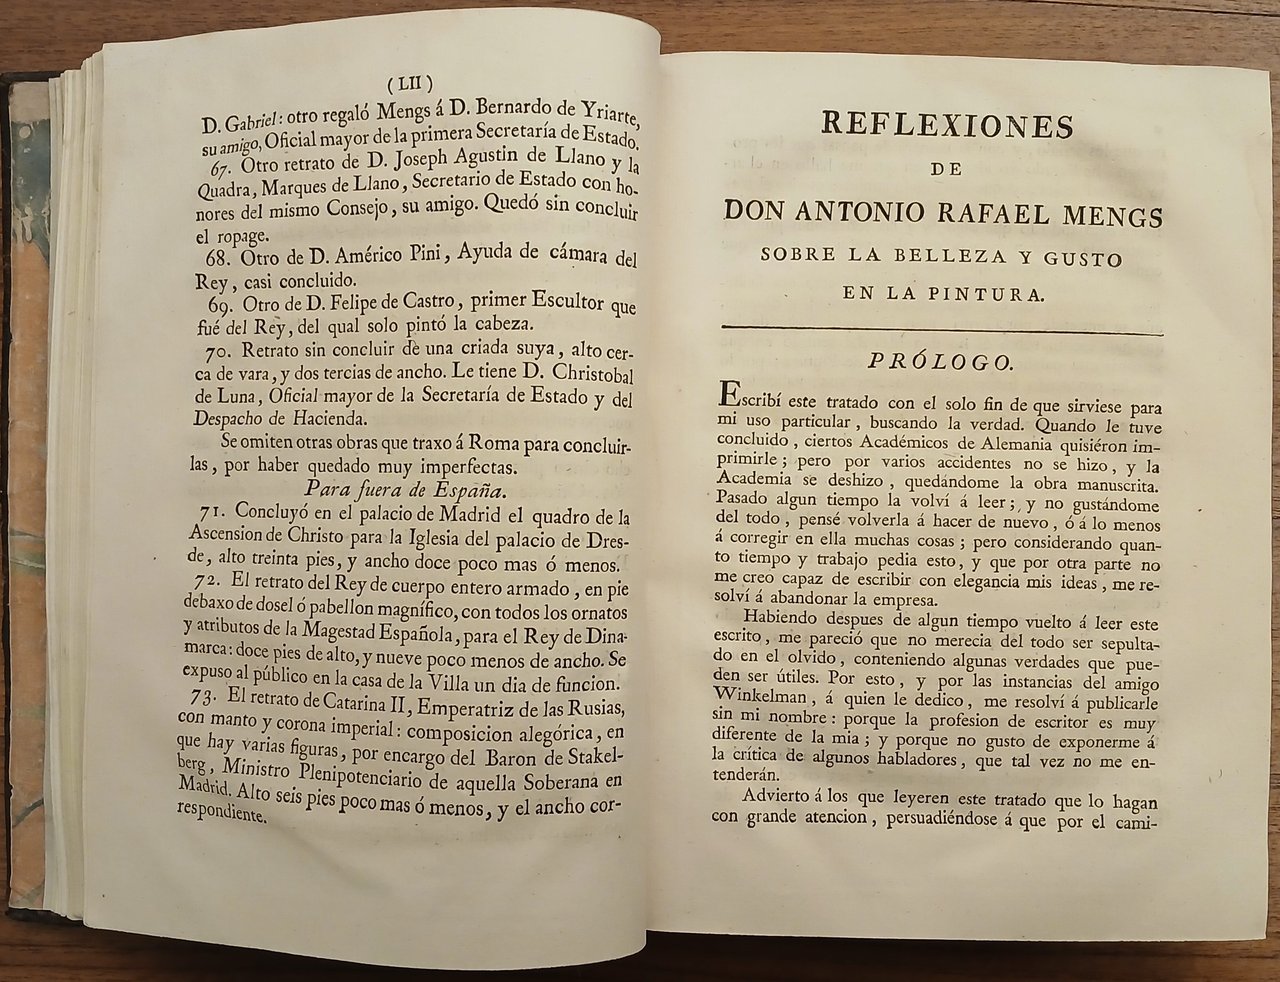 (LII)
D. Gabriel: otro regaló Mengs á D. Bernardo de Yriarte,
su amigo, Oficial mayor de la primera Secretaría de Estado.
67. Otro retrato de D. Joseph Agustin de Llano y la
Quadra, Marques de Llano, Secretario de Estado con ho-
nores del mismo Consejo, su amigo. Quedó sin concluir
el ropage.
68. Otro de D. Américo Pini, Ayuda de cámara del
Rey, casi concluido.
69. Otro de D. Felipe de Castro, primer Escultor que
fué del Rey, del qual solo pintó la cabeza.
70. Retrato sin concluir de una criada suya, alto cer-
ca de vara, y dos tercias de ancho. Le tiene D. Christobal
de Luna, Oficial mayor de la Secretaría de Estado y del
Despacho de Hacienda.
Se omiten otras obras que traxo á Roma para concluir-
las, por haber quedado muy imperfectas.
Para fuera de España.
71. Concluyó en el palacio de Madrid el quadro de la
Ascension de Christo para la Iglesia del palacio de Dres-
de, alto treinta pies, y ancho doce poco mas ó menos.
72. El retrato del Rey de cuerpo entero armado, en pie
debaxo de dosel ó pabellon magnífico, con todos los ornatos
y atributos de la Magestad Española, para el Rey de Dina-
marca: doce pies de alto, y nueve poco menos de ancho. Se
expuso al público en la casa de la Villa un dia de funcion.
73. El retrato de Catarina II, Emperatriz de las Rusias,
con manto y corona imperial: composicion alegórica, en
que hay varias figuras, por encargo del Baron de Stakel-
berg, Ministro Plenipotenciario de aquella Soberana en
Madrid. Alto seis pies poco mas ó menos, y el ancho cor-
respondiente.
REFLEXIONES
DE
DON ANTONIO RAFAEL MENGS
SOBRE LA BELLEZA Y GUSTO
EN LA PINTURA.
PRÓLOGO.
Escribí este tratado con el solo fin de que sirviese para
mi uso particular, buscando la verdad. Quando le tuve
concluido, ciertos Académicos de Alemania quisiéron im-
primirle; pero por varios accidentes no se hizo, y la
Academia se deshizo, quedándome la obra manuscrita.
Pasado algun tiempo la volví á leer; y no gustándome
del todo, pensé volverla á hacer de nuevo, ó á lo menos
á corregir en ella muchas cosas; pero considerando quan-
to tiempo y trabajo pedia esto, y que por otra parte no
me creo capaz de escribir con elegancia mis ideas, me re-
solví á abandonar la empresa.
Habiendo despues de algun tiempo vuelto á leer este
escrito, me pareció que no merecia del todo ser sepulta-
do en el olvido, conteniendo algunas verdades que pue-
den ser útiles. Por esto, y por las instancias del amigo
Winkelman, á quien le dedico, me resolví á publicarle
sin mi nombre: porque la profesion de escritor es muy
diferente de la mia; y porque no gusto de exponerme á
la crítica de algunos habladores, que tal vez no me en-
tenderán.
Advierto á los que leyeren este tratado que lo hagan
con grande atencion, persuadiéndose á que por el cami-